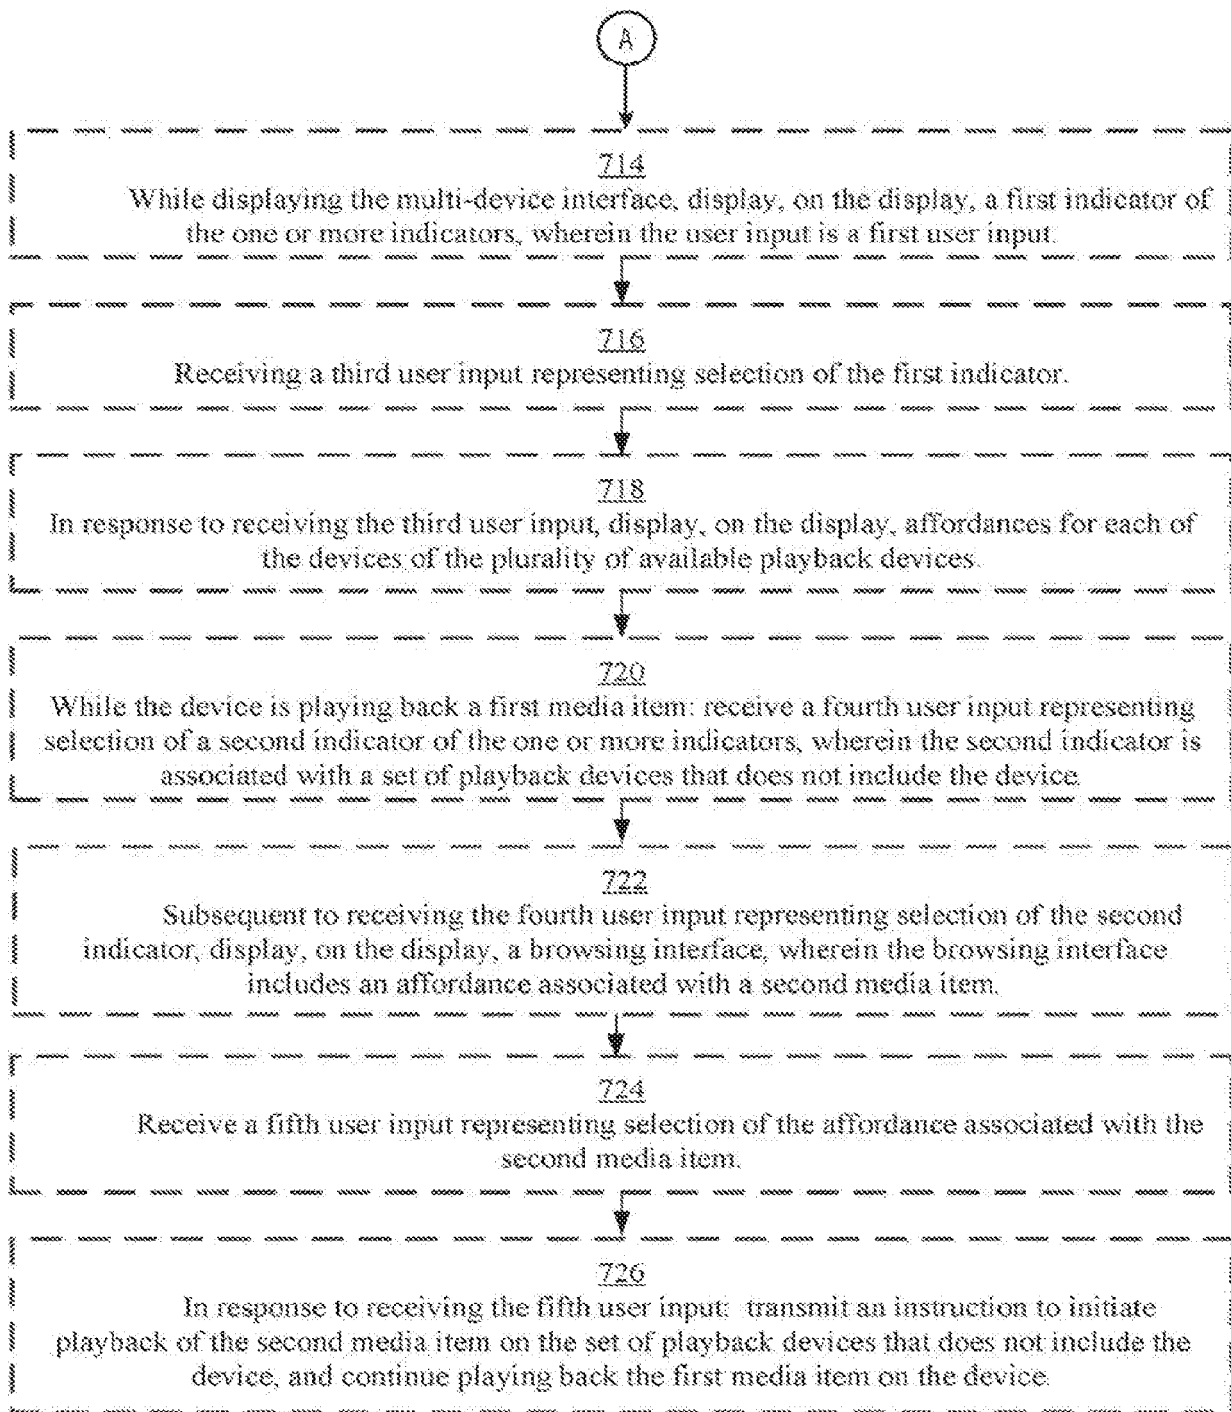 A
714
While displaying the multi-device interface, display, on the display, a first indicator of
the one or more indicators, wherein the user input is a first user input.
716
Receiving a third user input representing selection of the first indicator.
718
In response to receiving the third user input, display, on the display, affordances for each of
the devices of the plurality of available playback devices.
720
While the device is playing back a first media item: receive a fourth user input representing
selection of a second indicator of the one or more indicators, wherein the second indicator is
associated with a set of playback devices that does not include the device
722
Subsequent to receiving the fourth user input representing selection of the second
indicator, display, on the display, a browsing interface, wherein the browsing interface
includes an affordance associated with a second media item.
724
Receive a fifth user input representing selection of the affordance associated with the
second media item.
726
In response to receiving the fifth user input: transmit an instruction to initiate
playback of the second media item on the set of playback devices that does not include the
device, and continue playing back the first media item on the device.